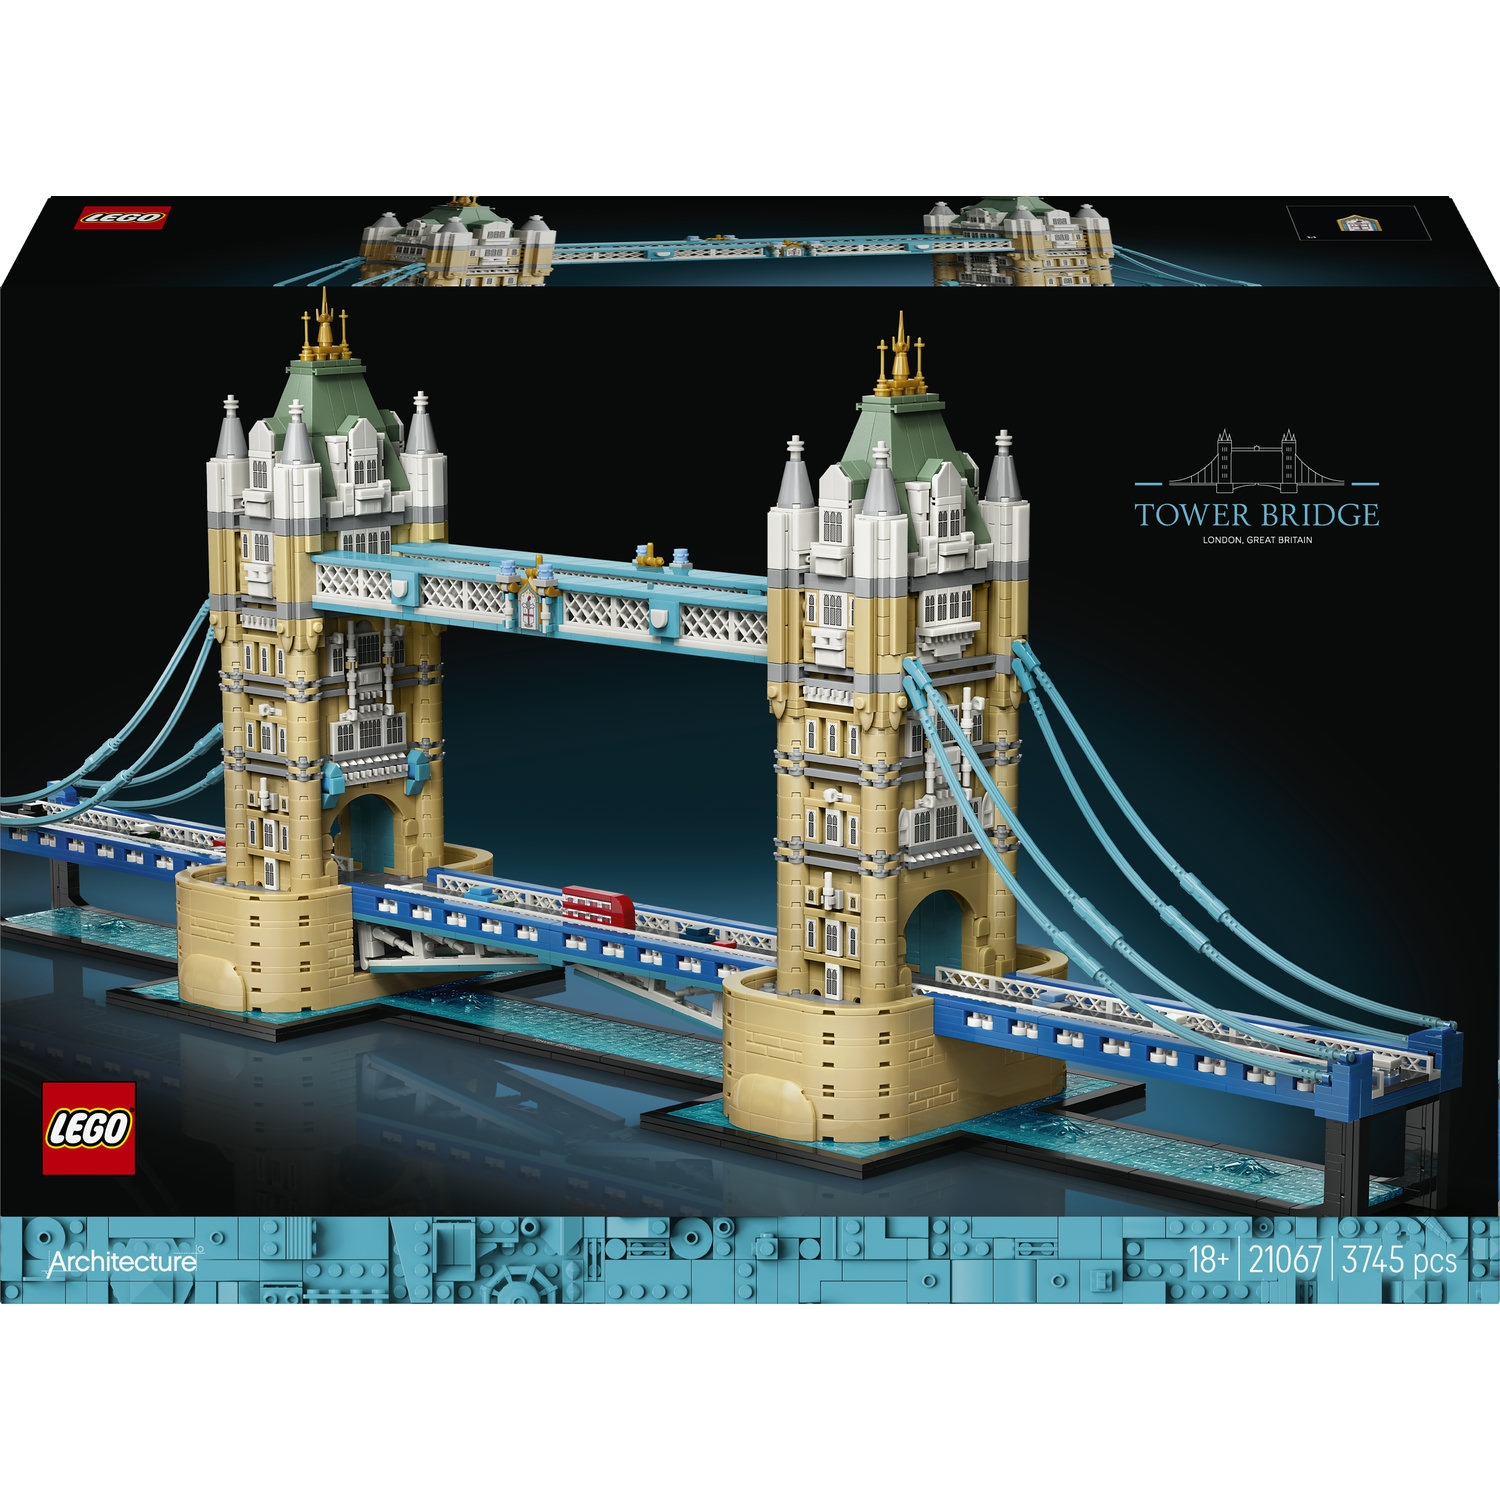 LEGO
TOWER BRIDGE
LONDON, GREAT BRITAIN
LEGO
Architecture
18+ | 21067 | 3745 pcs